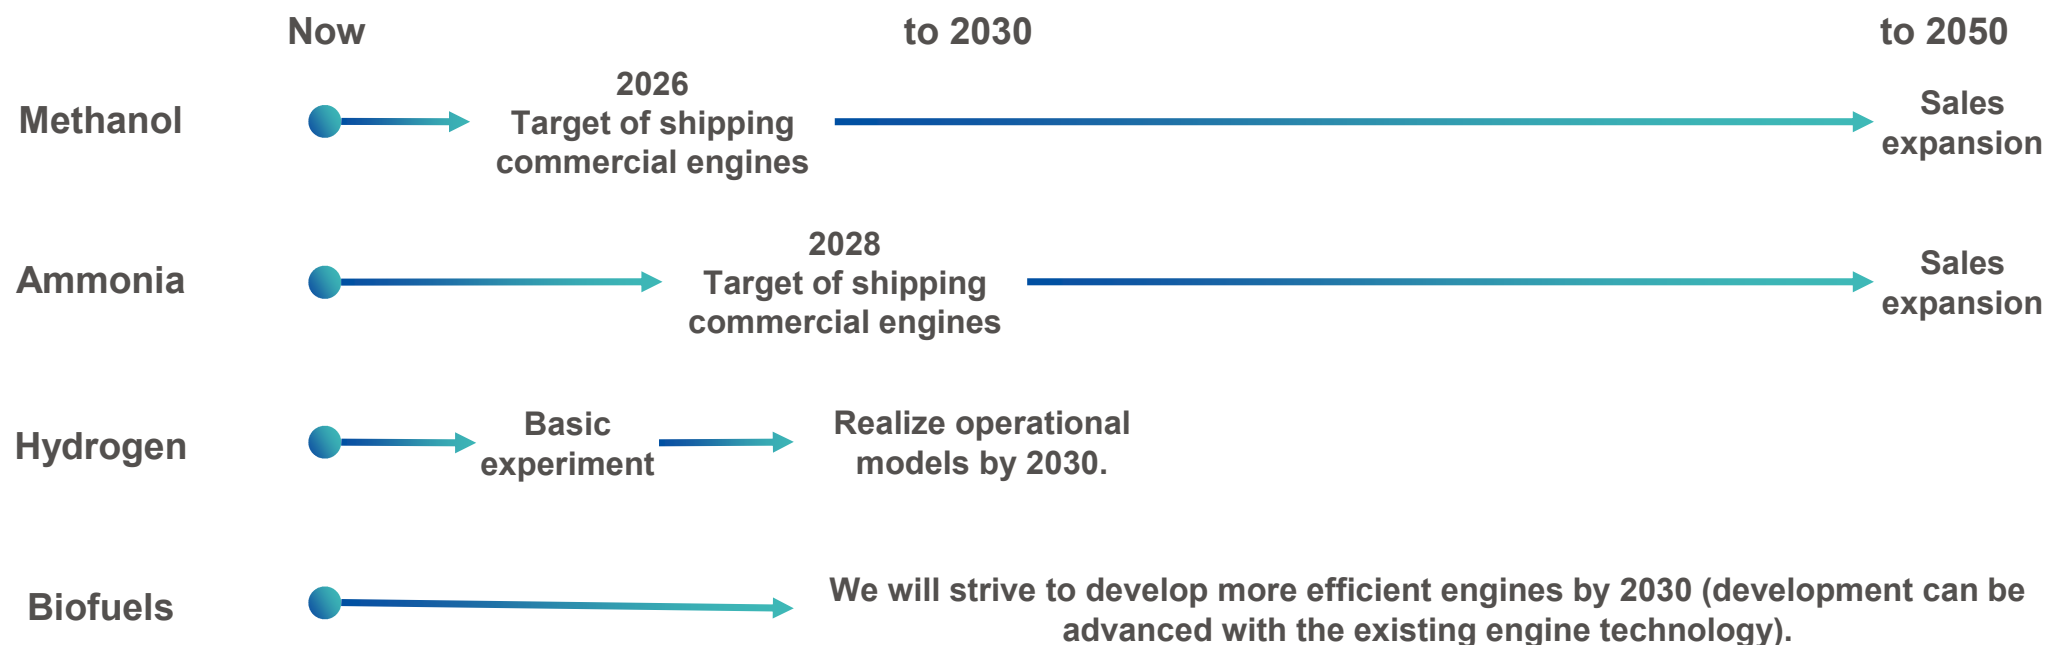 Now to 2030 to 2050
Methanol
2026
Target of shipping
commercial engines
Sales
expansion
Ammonia
2028
Target of shipping
commercial engines
Sales
expansion
Hydrogen
Basic
experiment
Realize operational
models by 2030.
Biofuels
We will strive to develop more efficient engines by 2030 (development can be
advanced with the existing engine technology).